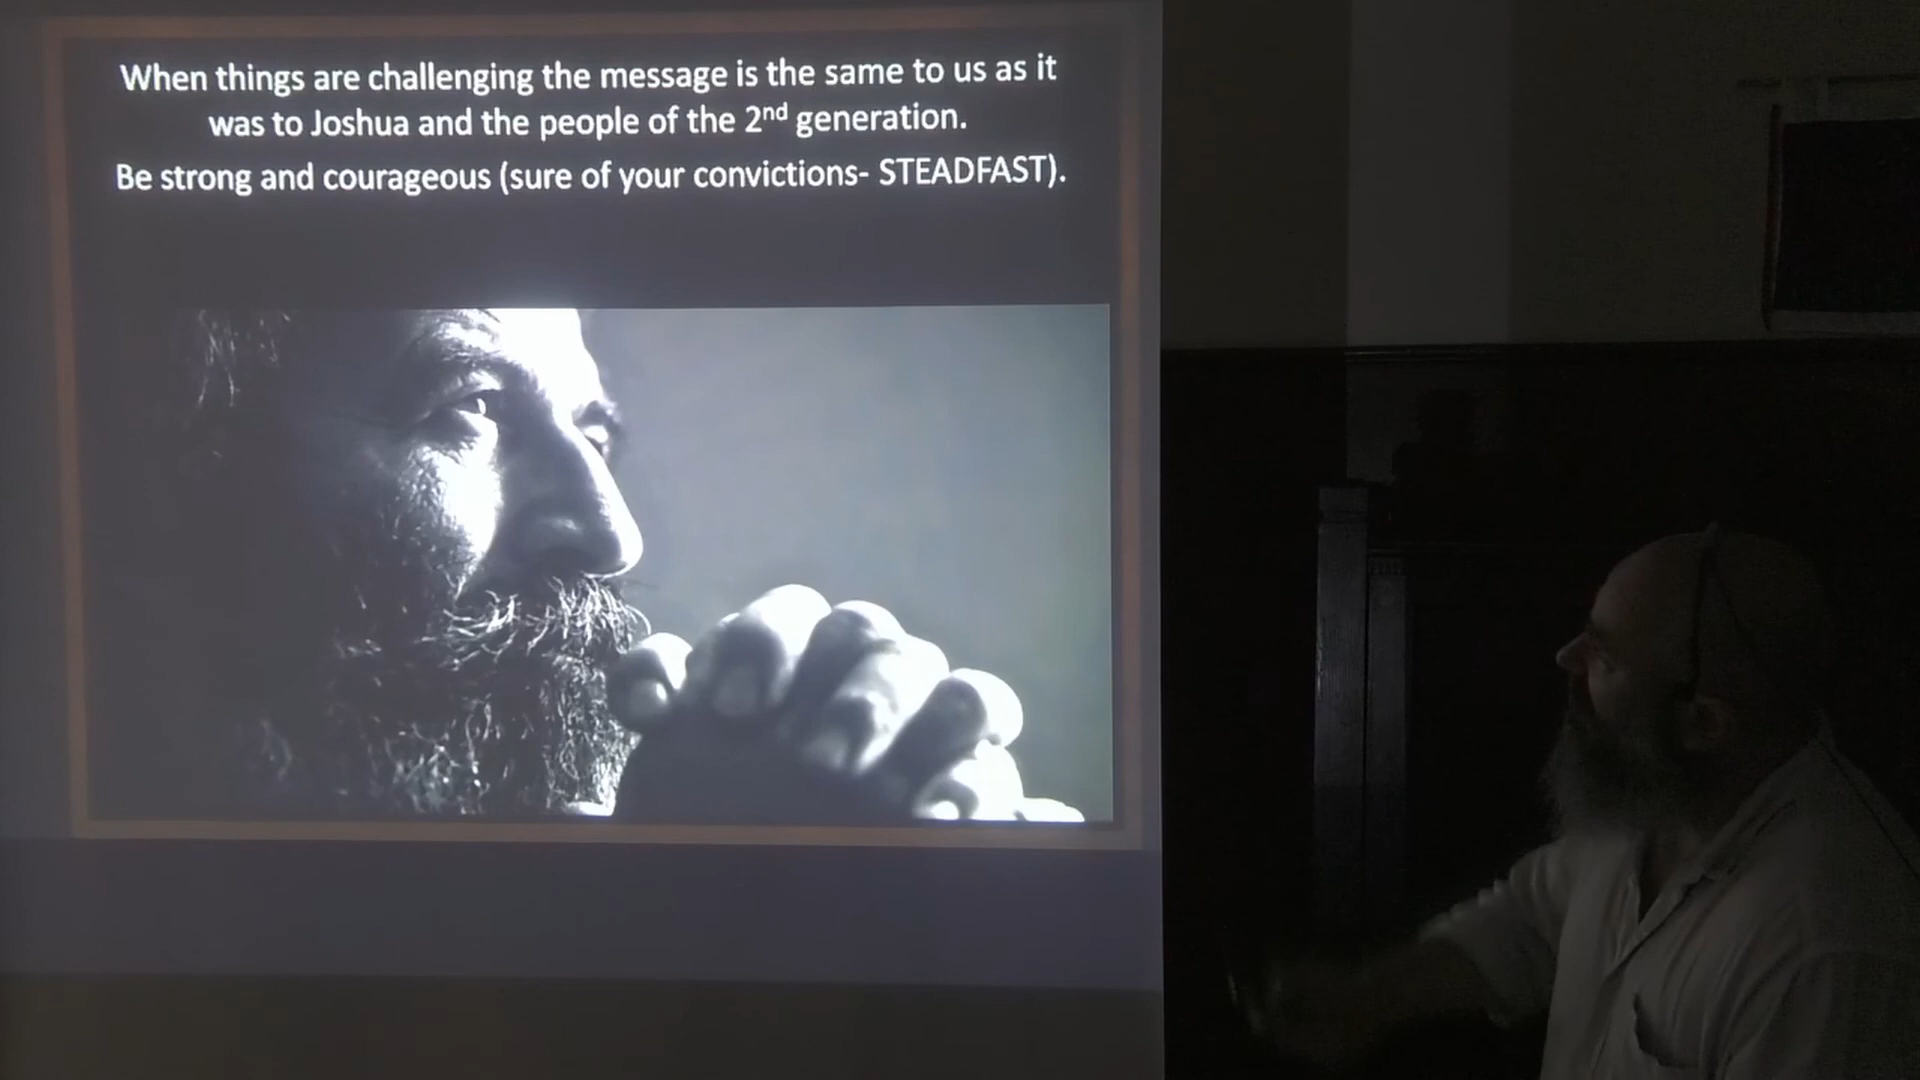 When things are challenging the message is the same to us as it
was to Joshua and the people of the 2nd generation.
Be strong and courageous (sure of your convictions- STEADFAST).